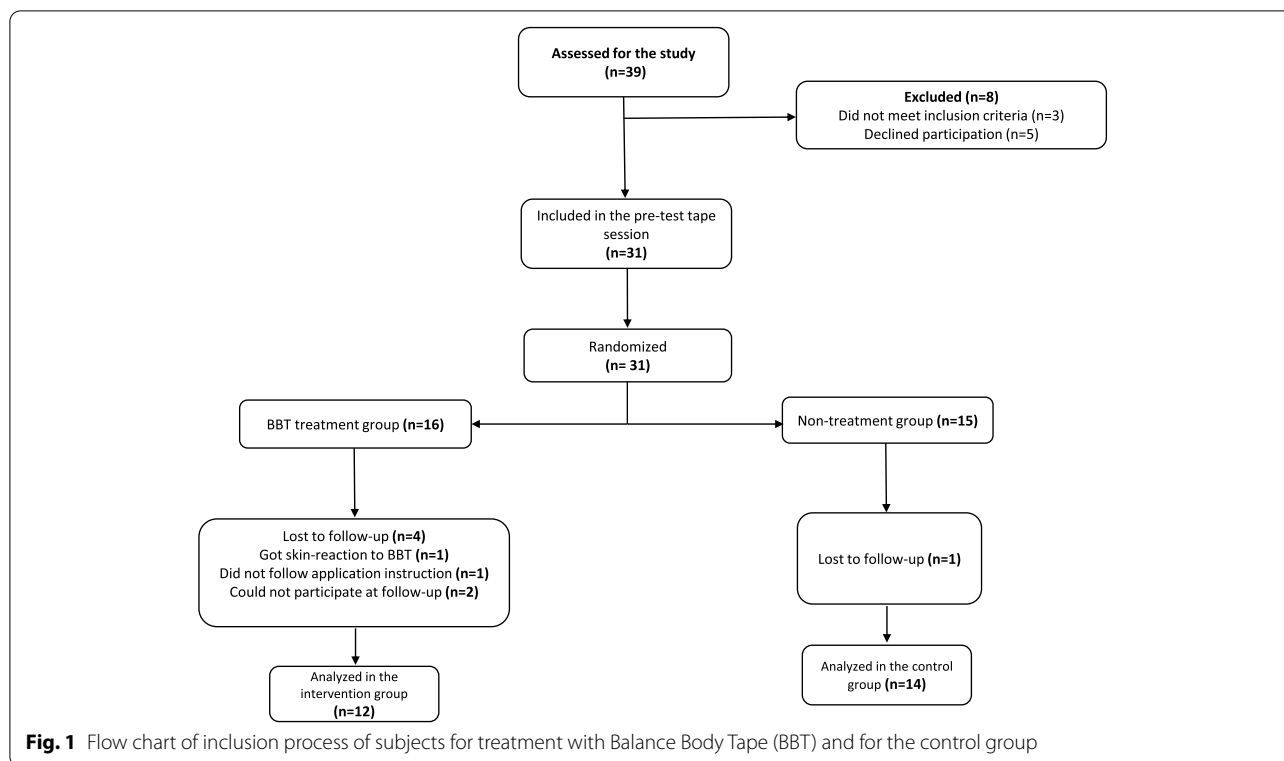 Assessed for the study
(n=39)
Excluded (n=8)
Did not meet inclusion criteria (n=3)
Declined participation (n=5)
Included in the pre-test tape
session
(n=31)
Randomized
(n= 31)
BBT treatment group (n=16)
Non-treatment group (n=15)
Lost to follow-up (n=4)
Got skin-reaction to BBT (n=1)
Did not follow application instruction (n=1)
Could not participate at follow-up (n=2)
Lost to follow-up (n=1)
Analyzed in the
intervention group
(n=12)
Analyzed in the control
group (n=14)
Fig. 1 Flow chart of inclusion process of subjects for treatment with Balance Body Tape (BBT) and for the control group